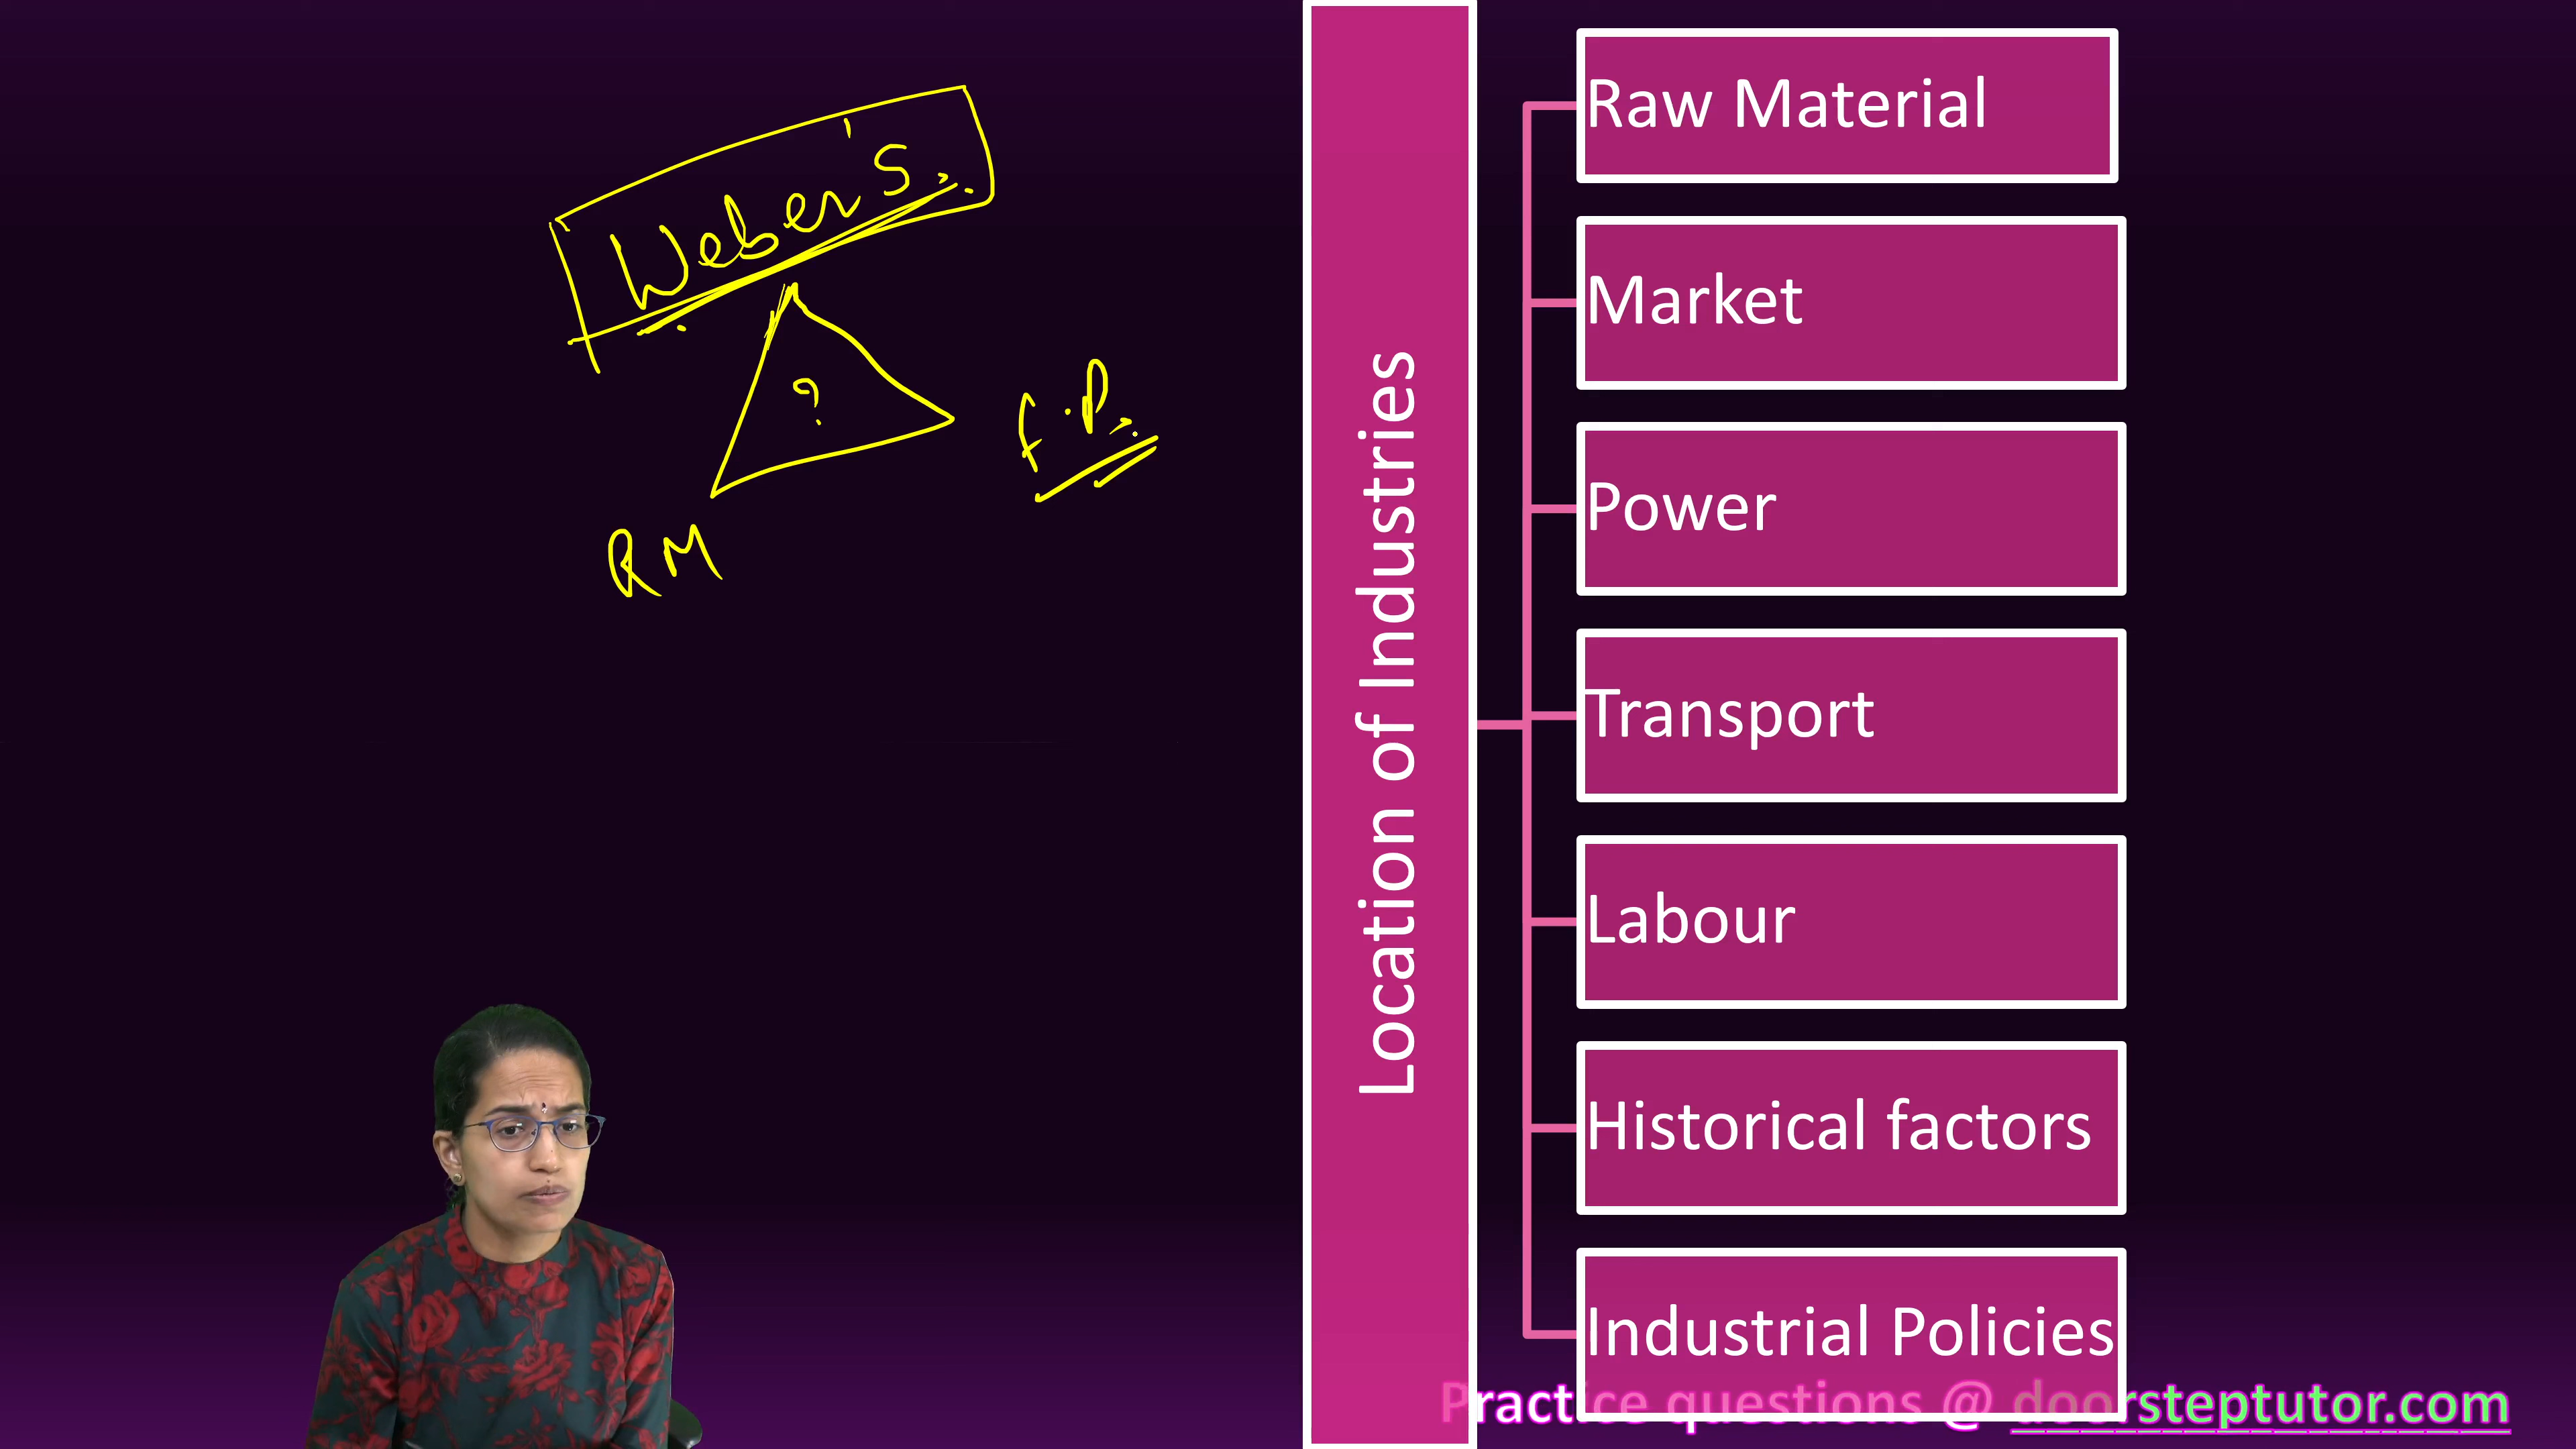 Weber's
?
f.P.
RM
Location of Industries
Raw Material
Market
Power
Transport
Labour
Historical factors
Industrial Policies
Practice questions @ doorsteptutor.com